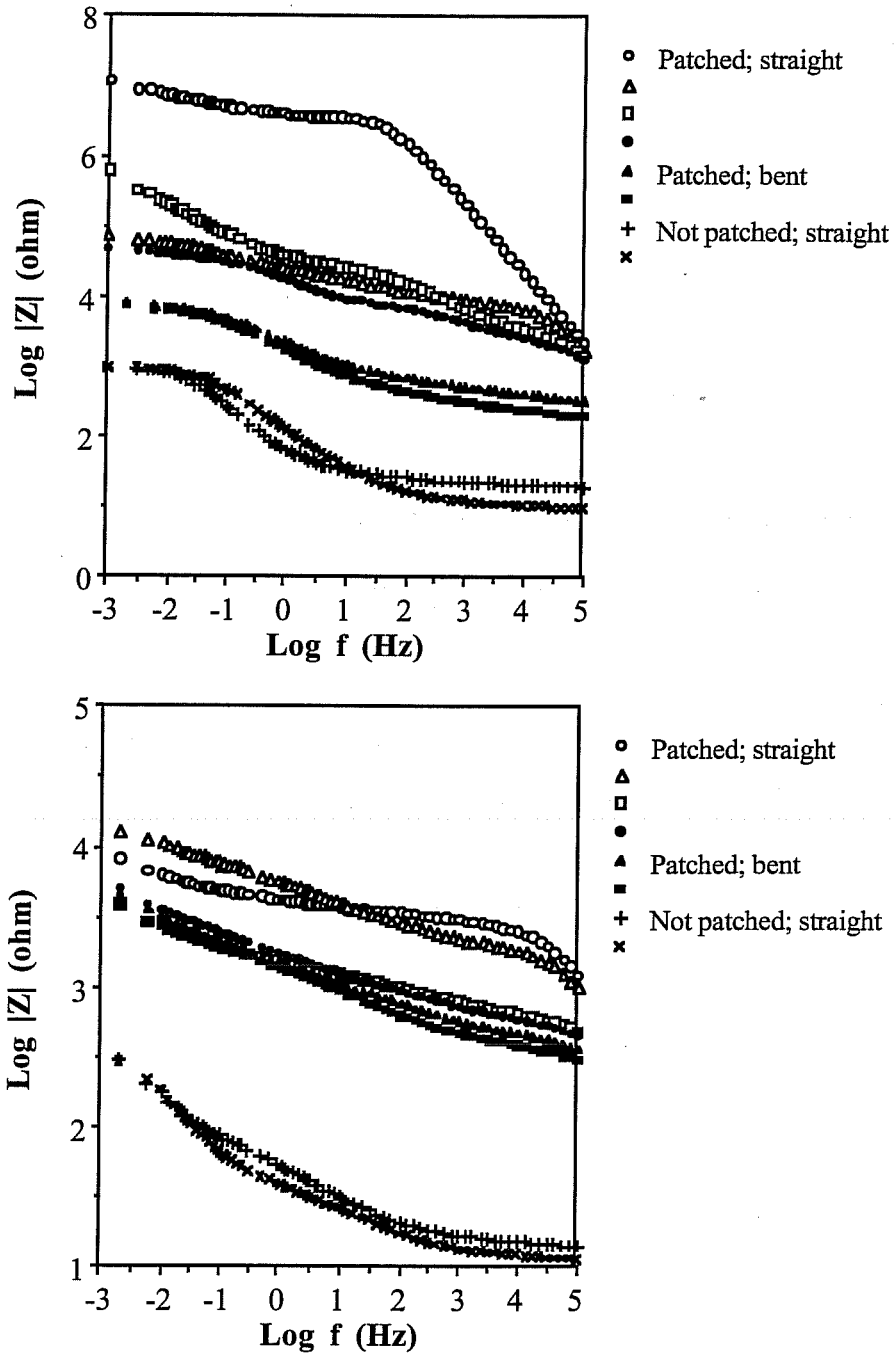 8
6
4
2
0
Log |Z| (ohm)
-3 -2 -1 0 1 2 3 4 5
Log f (Hz)
Patched; straight
Patched; bent
Not patched; straight
5
4
3
2
1
Log |Z| (ohm)
-3 -2 -1 0 1 2 3 4 5
Log f (Hz)
Patched; straight
Patched; bent
Not patched; straight